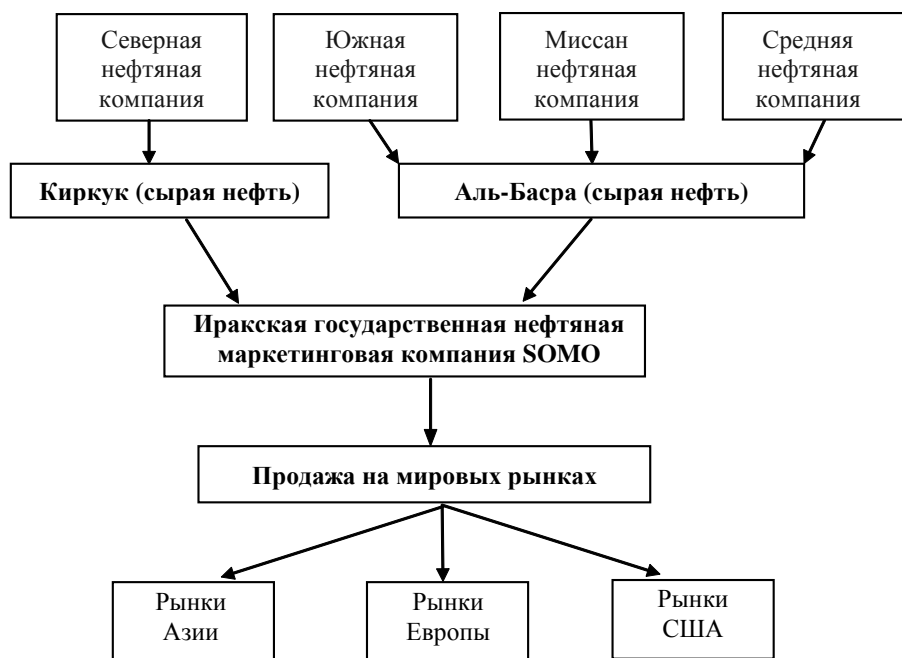 Северная
нефтяная
компания
Южная
нефтяная
компания
Миссан
нефтяная
компания
Средняя
нефтяная
компания
Киркук (сырая нефть)
Аль-Басра (сырая нефть)
Иракская государственная нефтяная
маркетинговая компания SOMO
Продажа на мировых рынках
Рынки
Азии
Рынки
Европы
Рынки
США